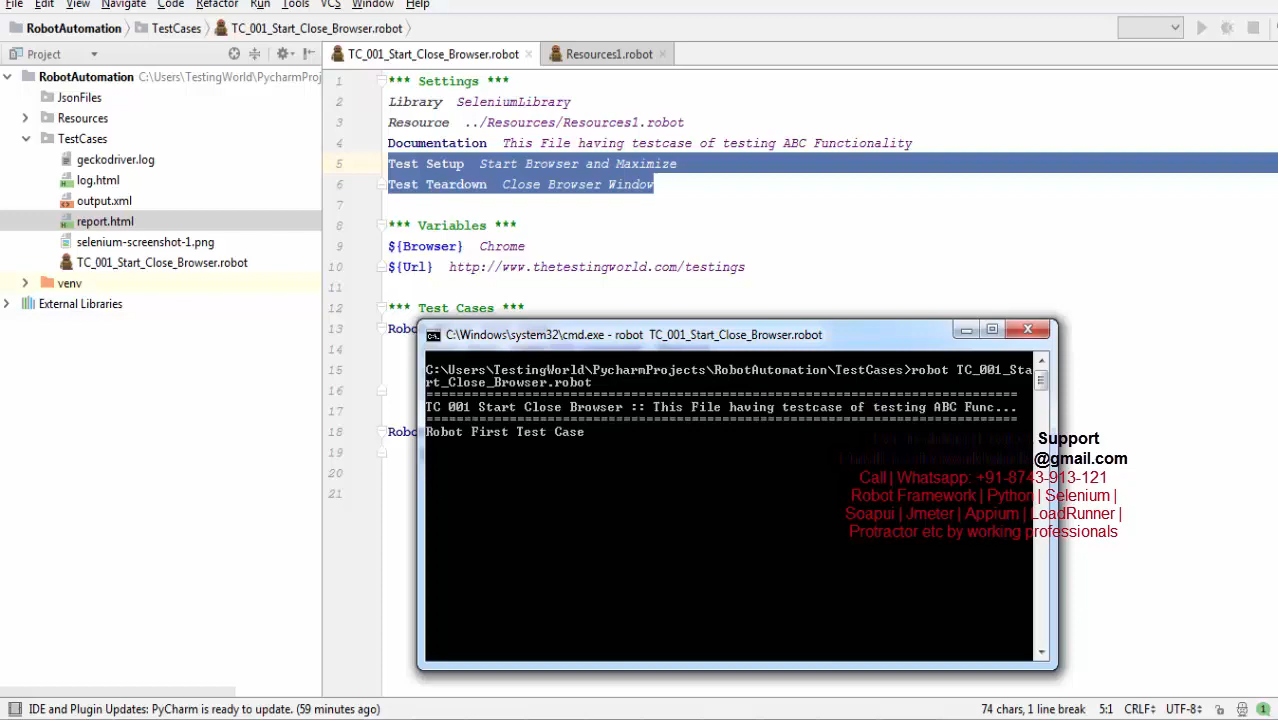 File Edit View Navigate Code Refactor Run Tools VCS Window Help
RobotAutomation TestCases TC_001_Start_Close_Browser.robot
Project
TC_001_Start_Close_Browser.robot Resources1.robot
RobotAutomation C:\Users\TestingWorld\PycharmProj
JsonFiles
Resources
TestCases
geckodriver.log
log.html
output.xml
report.html
selenium-screenshot-1.png
TC_001_Start_Close_Browser.robot
venv
External Libraries
1 *** Settings ***
2 Library SeleniumLibrary
3 Resource ../Resources/Resources1.robot
4 Documentation This File having testcase of testing ABC Functionality
5 Test Setup Start Browser and Maximize
6 Test Teardown Close Browser Window
7
8 *** Variables ***
9 ${Browser} Chrome
10 ${Url} http://www.thetestingworld.com/testings
11
12 *** Test Cases ***
13 Robo
14
15
16
17
18 Robo
19
20
21
C:\Windows\system32\cmd.exe - robot TC_001_Start_Close_Browser.robot
C:\Users\TestingWorld\PycharmProjects\RobotAutomation\TestCases>robot TC_001_Sta
rt_Close_Browser.robot
==============================================================================
TC 001 Start Close Browser :: This File having testcase of testing ABC Func...
==============================================================================
Robot First Test Case
Support
@gmail.com
Call | Whatsapp: +91-8743-913-121
Robot Framework | Python | Selenium |
Soapui | Jmeter | Appium | LoadRunner |
Protractor etc by working professionals
IDE and Plugin Updates: PyCharm is ready to update. (59 minutes ago)
74 chars, 1 line break 5:1 CRLF UTF-8 1